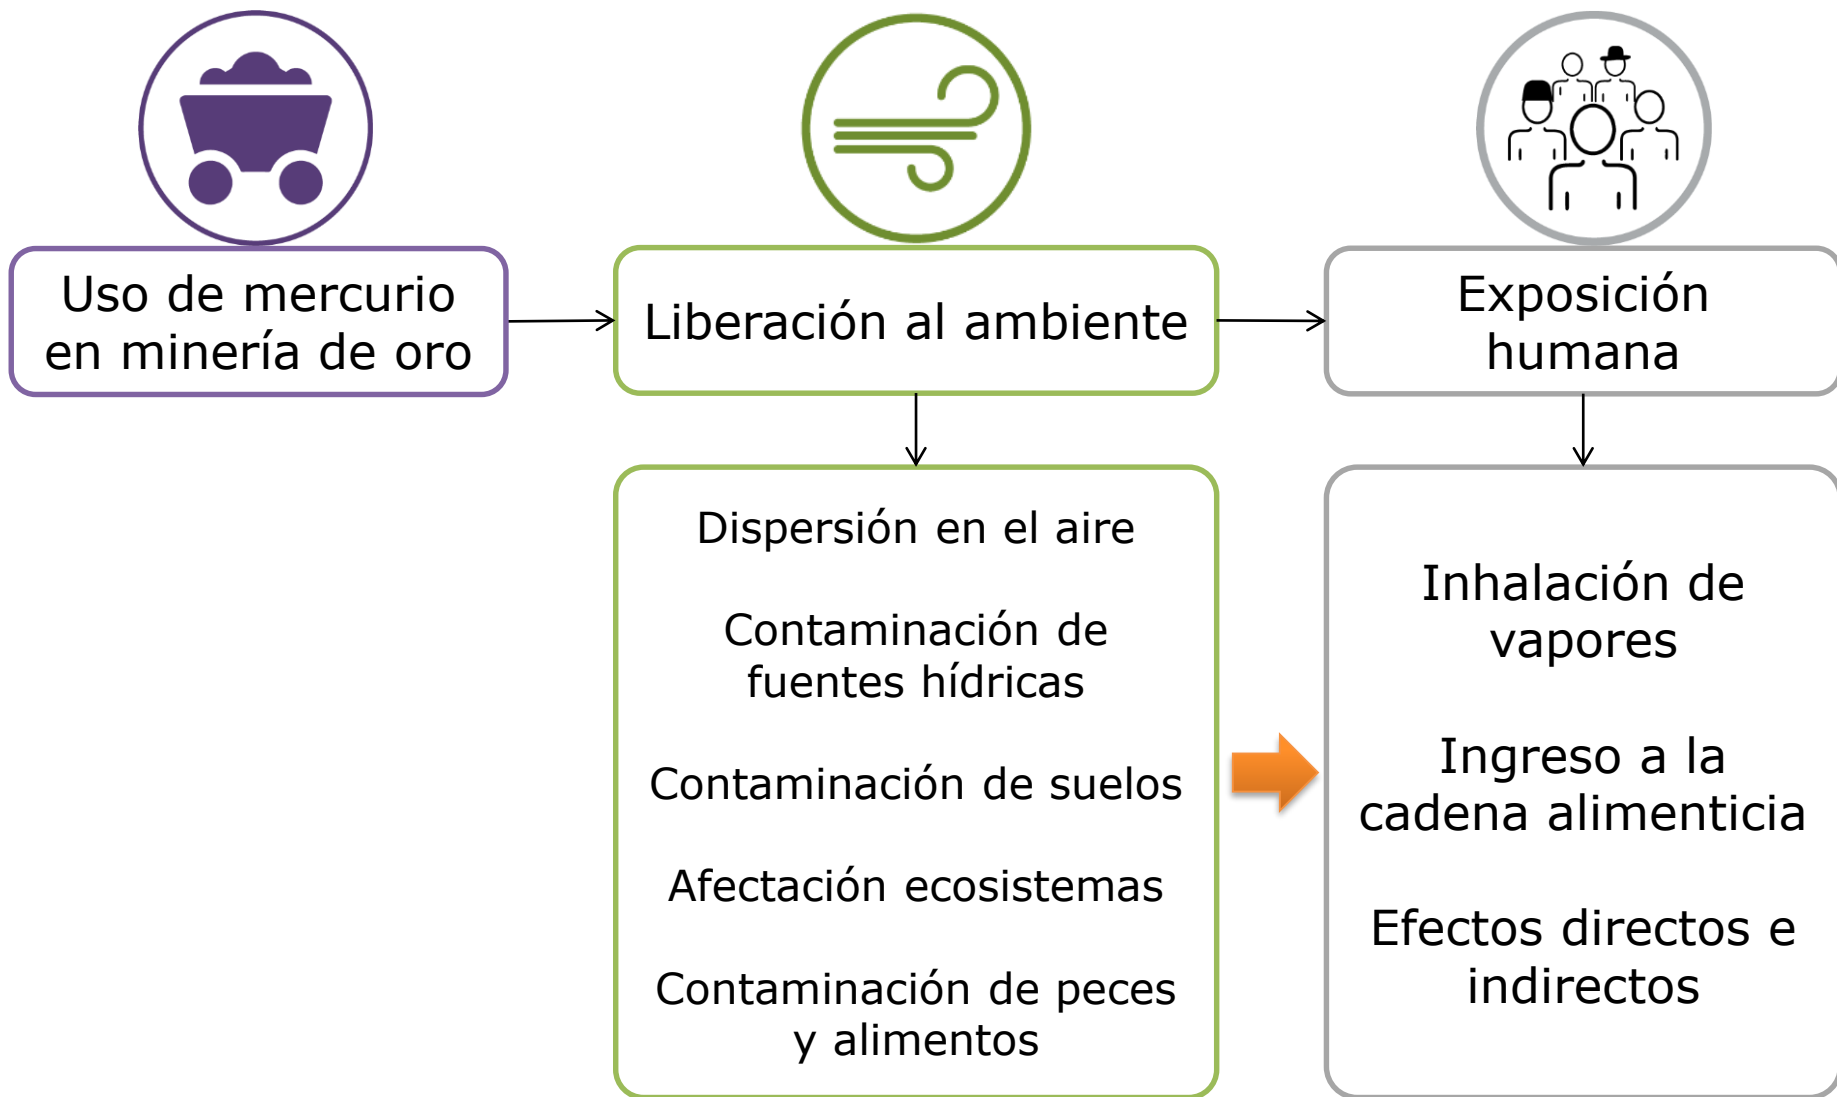 Uso de mercurio
en minería de oro
Liberación al ambiente
Exposición
humana
Dispersión en el aire
Contaminación de
fuentes hídricas
Contaminación de suelos
Afectación ecosistemas
Contaminación de peces
y alimentos
Inhalación de
vapores
Ingreso a la
cadena alimenticia
Efectos directos e
indirectos